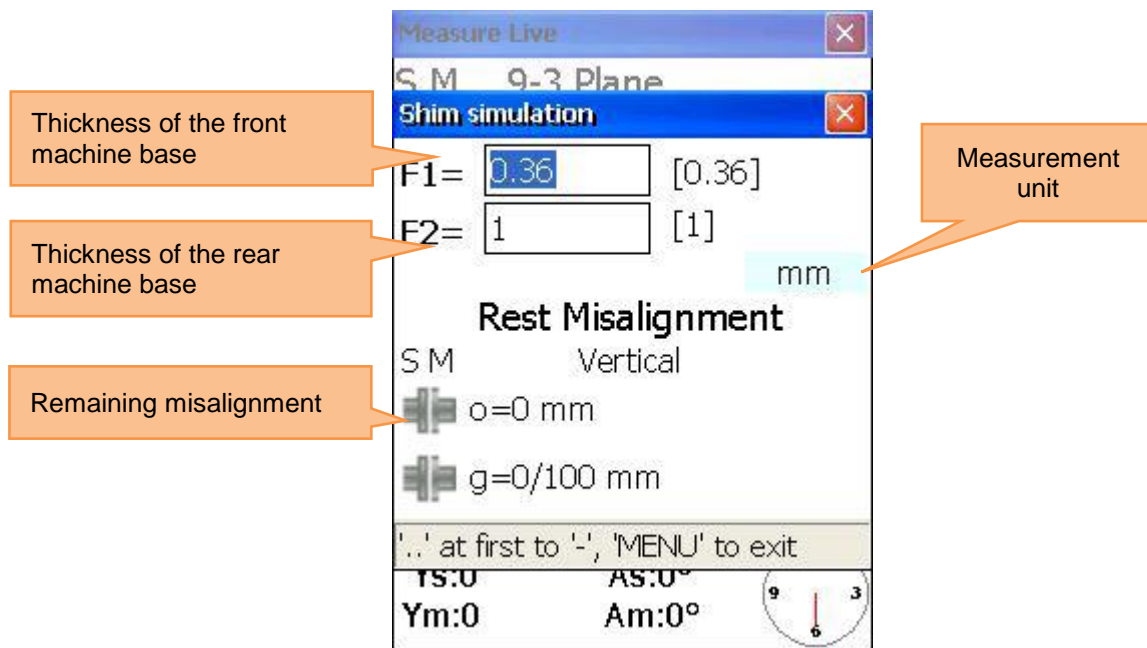 Measure Live
S M 9-3 Plane
Shim simulation
Thickness of the front
machine base
F1= 0.36 [0.36]
Measurement
unit
F2= 1 [1]
Thickness of the rear
machine base
mm
Rest Misalignment
S M Vertical
Remaining misalignment
o=0 mm
g=0/100 mm
'..' at first to '-', 'MENU' to exit
Ys:0 As:0°
Ym:0 Am:0°
9 3
6